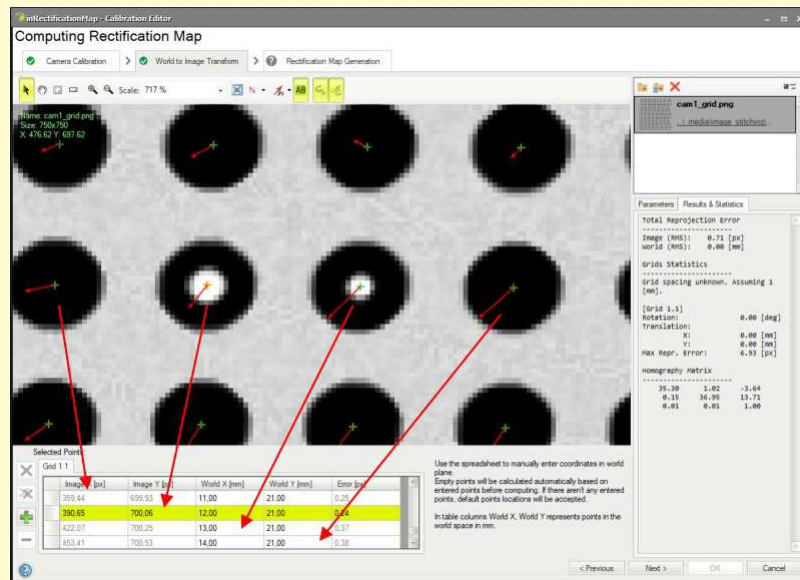 inRectificationMap - Calibration Editor
Computing Rectification Map
Camera Calibration > World to Image Transform > Rectification Map Generation
Scale: 717 %
AB
Name: cam1_grid.png
Size: 750x750
X: 476.62 Y: 697.62
cam1_grid.png
...\_media\image_stitching\..
Parameters Results & Statistics
Total Reprojection Error
----------------------
Image (RMS): 0.71 [px]
World (RMS): 0.00 [mm]
Grids Statistics
----------------------
Grid spacing unknown. Assuming 1
[mm].
[Grid 1.1]
Rotation: 0.00 [deg]
Translation:
X: 0.00 [mm]
Y: 0.00 [mm]
Max Repr. Error: 6.93 [px]
Homography Matrix
----------------------
35.30 1.02 -3.64
0.15 36.95 13.71
0.01 0.01 1.00
Selected Points:
Grid 1.1
Image X [px] Image Y [px] World X [mm] World Y [mm] Error [px]
359,44 699,93 11,00 21,00 0,25
390,65 700,06 12,00 21,00 0,24
422,07 700,25 13,00 21,00 0,37
453,41 700,53 14,00 21,00 0,38
Use the spreadsheet to manually enter coordinates in world
plane.
Empty points will be calculated automatically based on
entered points before computing. If there aren't any entered
points, default points locations will be accepted.
In table columns World X, World Y represents points in the
world space in mm.
< Previous Next > OK Cancel